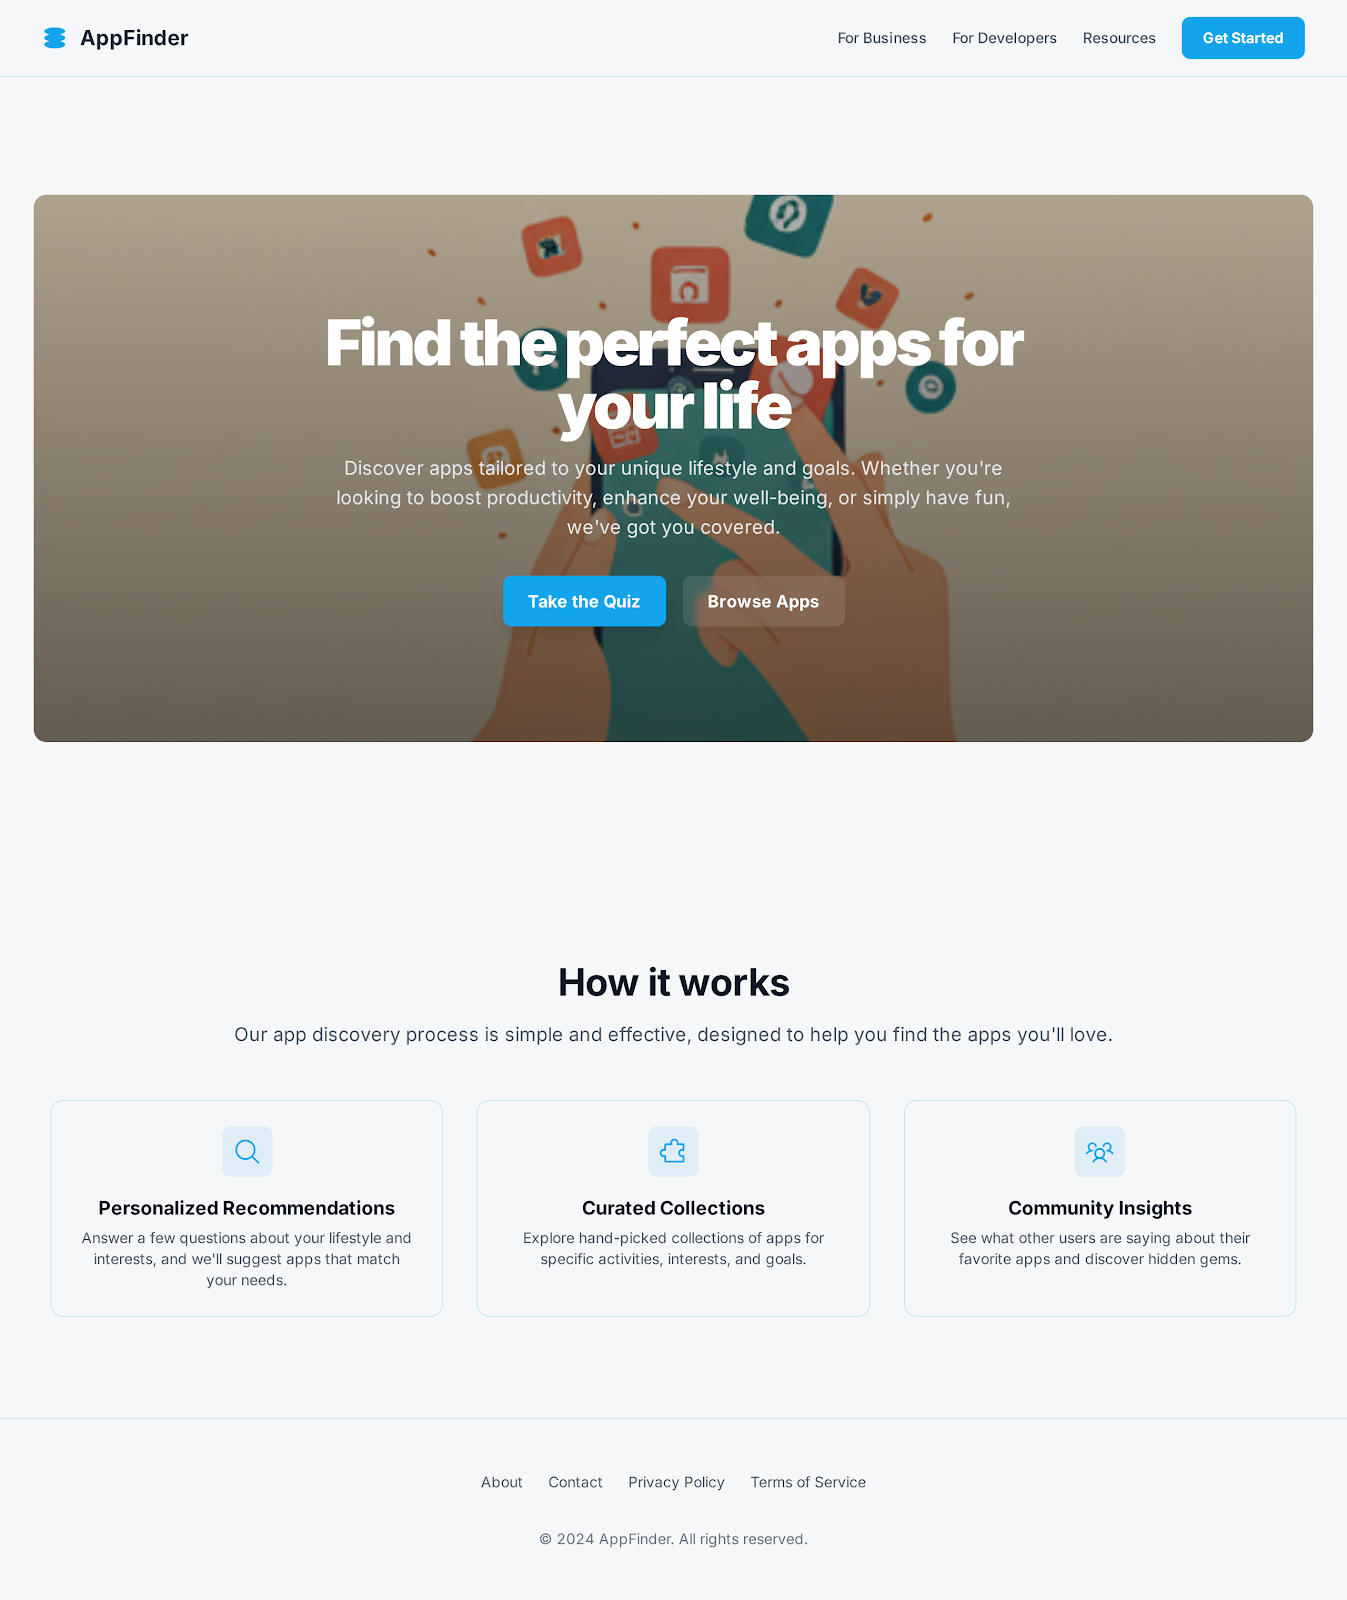 AppFinder
For Business
For Developers
Resources
Get Started
Find the perfect apps for
your life
Discover apps tailored to your unique lifestyle and goals. Whether you're
looking to boost productivity, enhance your well-being, or simply have fun,
we've got you covered.
Take the Quiz
Browse Apps
How it works
Our app discovery process is simple and effective, designed to help you find the apps you'll love.
Personalized Recommendations
Answer a few questions about your lifestyle and
interests, and we'll suggest apps that match
your needs.
Curated Collections
Explore hand-picked collections of apps for
specific activities, interests, and goals.
Community Insights
See what other users are saying about their
favorite apps and discover hidden gems.
About
Contact
Privacy Policy
Terms of Service
© 2024 AppFinder. All rights reserved.